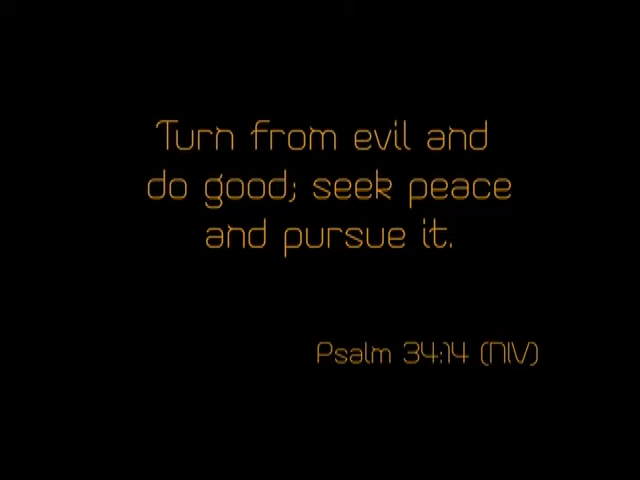 Turn from evil and
do good; seek peace
and pursue it.
Psalm 34:14 (NIV)